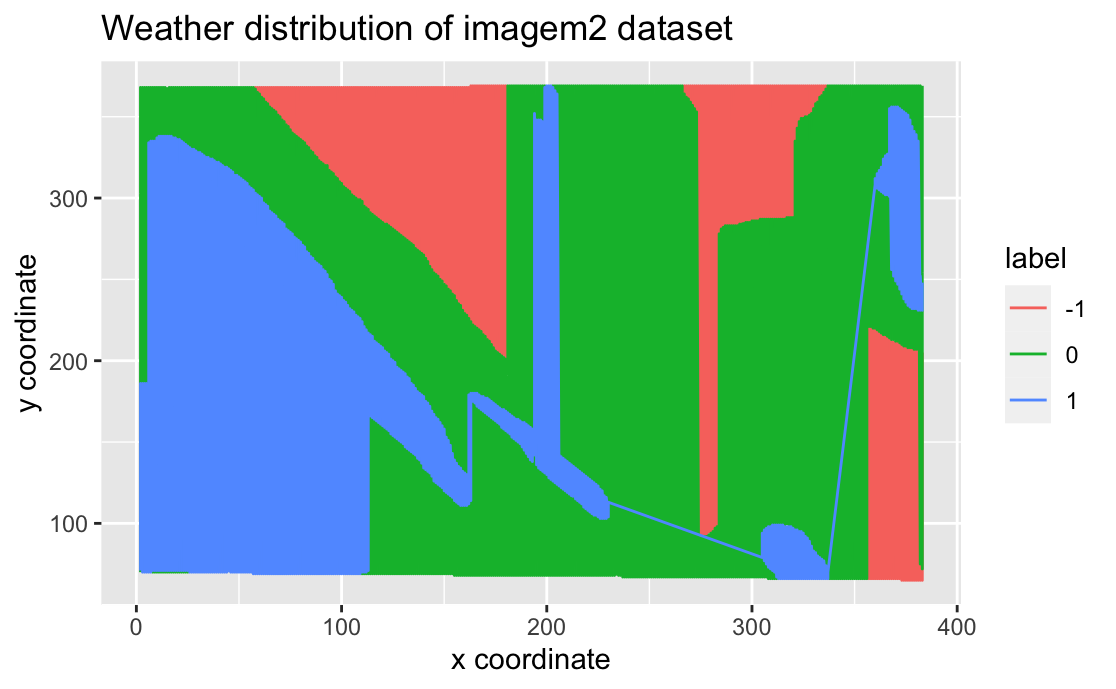 Weather distribution of imagem2 dataset
y coordinate
300
200
100
0
100
200
300
400
x coordinate
label
-1
0
1